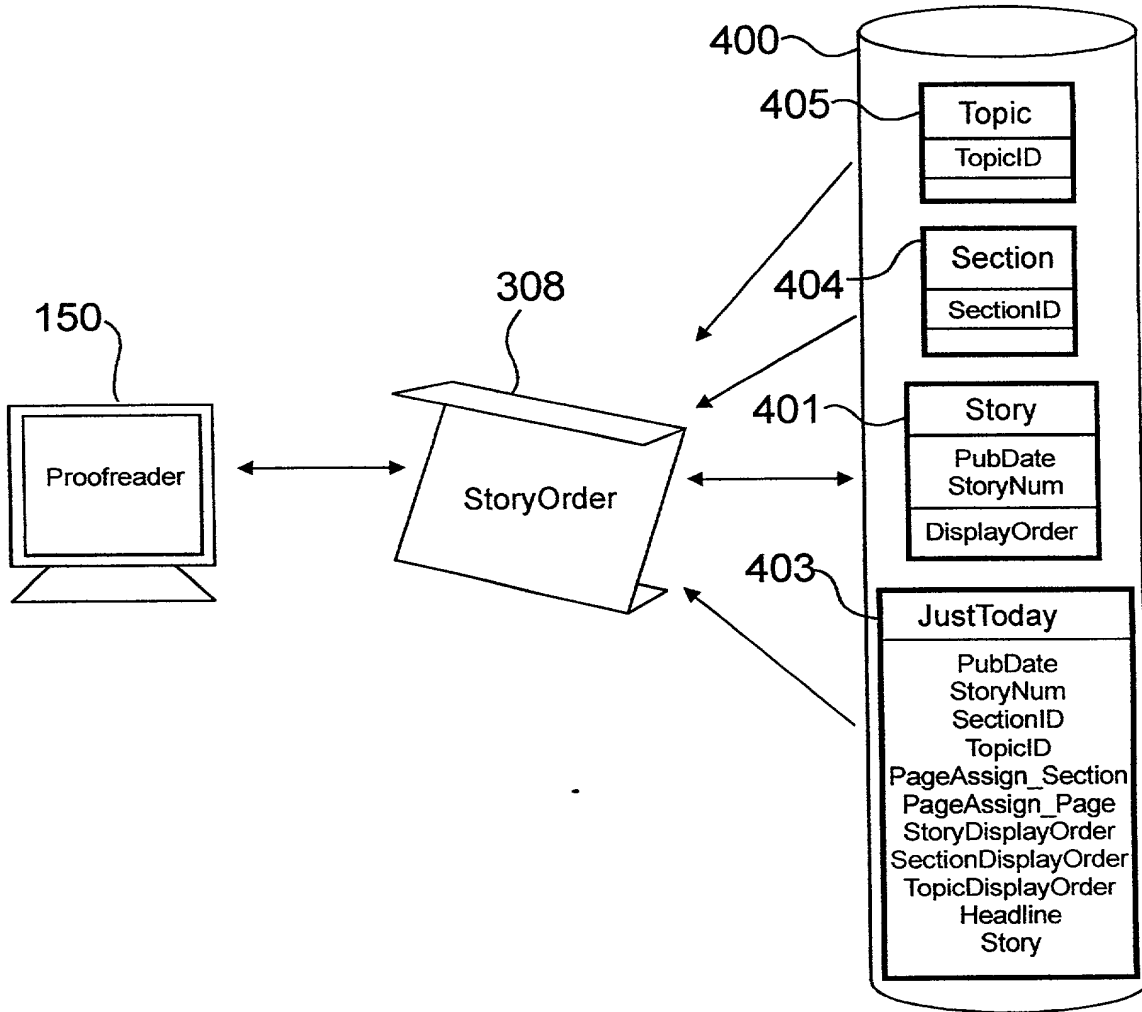 400
405
Topic
TopicID
404
Section
SectionID
308
150
401
Story
PubDate
StoryNum
DisplayOrder
Proofreader
StoryOrder
403
JustToday
PubDate
StoryNum
SectionID
TopicID
PageAssign_Section
PageAssign_Page
StoryDisplayOrder
SectionDisplayOrder
TopicDisplayOrder
Headline
Story